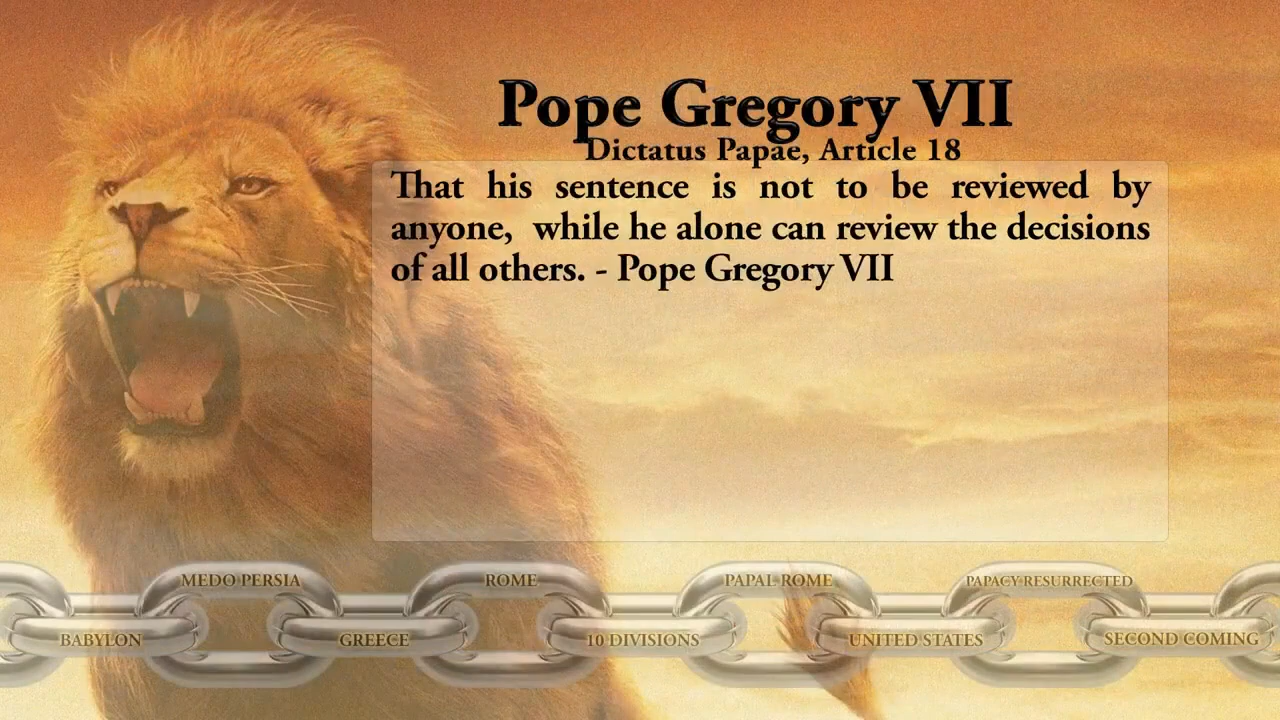 Pope Gregory VII
Dictatus Papae, Article 18
That his sentence is not to be reviewed by
anyone, while he alone can review the decisions
of all others. - Pope Gregory VII
MEDO PERSIA
ROME
PAPAL ROME
PAPACY RESURRECTED
BABYLON
GREECE
10 DIVISIONS
UNITED STATES
SECOND COMING